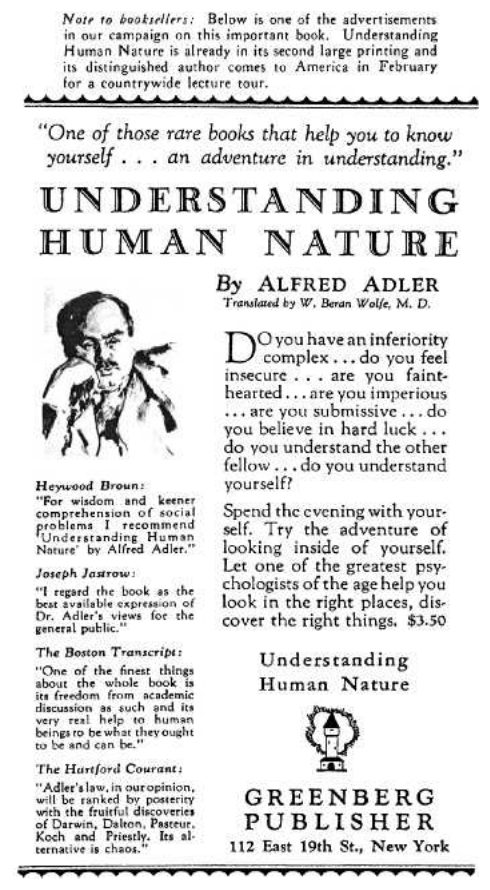 Note to booksellers: Below is one of the advertisements
in our campaign on this important book. Understanding
Human Nature is already in its second large printing and
its distinguished author comes to America in February
for a countrywide lecture tour.
"One of those rare books that help you to know
yourself . . . an adventure in understanding."
UNDERSTANDING
HUMAN NATURE
By ALFRED ADLER
Translated by W. Beran Wolfe, M. D.
DO you have an inferiority
complex . . . do you feel
insecure . . . are you faint-
hearted . . . are you imperious
. . . are you submissive . . . do
you believe in hard luck . . .
do you understand the other
fellow . . . do you understand
yourself?
Spend the evening with your-
self. Try the adventure of
looking inside of yourself.
Let one of the greatest psy-
chologists of the age help you
look in the right places, dis-
cover the right things. $3.50
Heywood Broun:
"For wisdom and keener
comprehension of social
problems I recommend
'Understanding Human
Nature' by Alfred Adler."
Joseph Jastrow:
"I regard the book as the
best available expression of
Dr. Adler's views for the
general public."
The Boston Transcript:
"One of the finest things
about the whole book is
its freedom from academic
discussion as such and its
very real help to human
beings to be what they ought
to be and can be."
The Hartford Courant:
"Adler's law, in our opinion,
will be ranked by posterity
with the fruitful discoveries
of Darwin, Dalton, Pasteur,
Koch and Priestly. Its al-
ternative is chaos."
Understanding
Human Nature
GREENBERG
PUBLISHER
112 East 19th St., New York